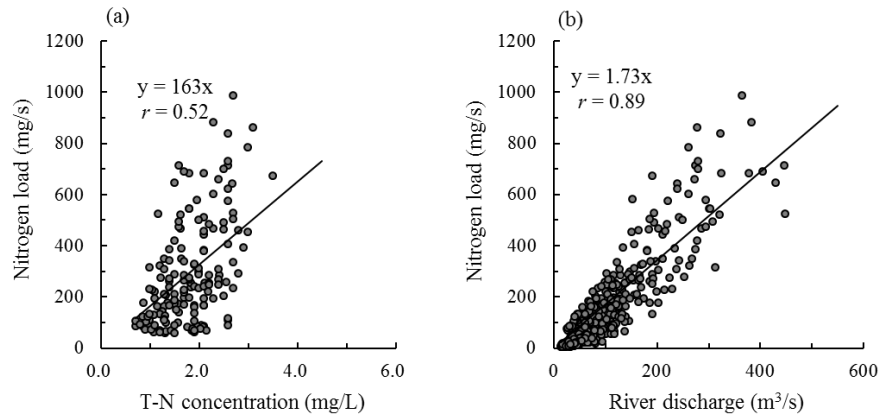 (a)
1200
1000
800
600
400
200
0
Nitrogen load (mg/s)
y = 163x
r = 0.52
0.0 2.0 4.0 6.0
T-N concentration (mg/L)
(b)
1200
1000
800
600
400
200
0
Nitrogen load (mg/s)
y = 1.73x
r = 0.89
0 200 400 600
River discharge (m³/s)